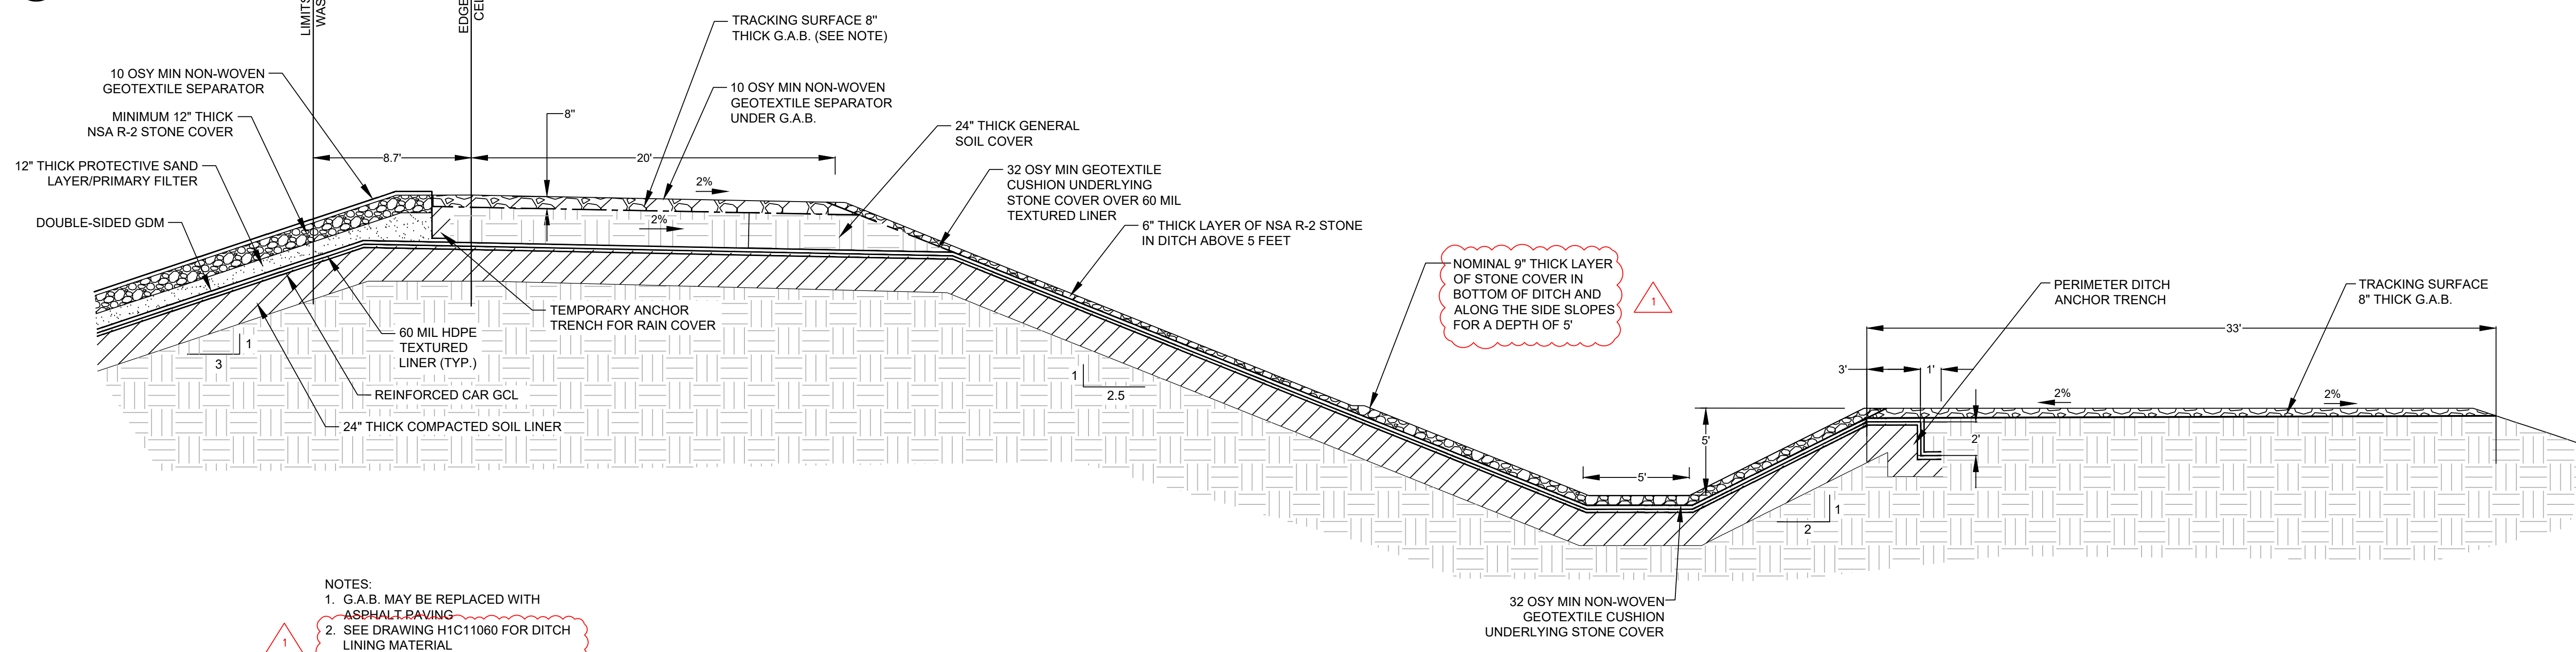 LIMITS
WAS
EDGE
CEL
TRACKING SURFACE 8"
THICK G.A.B. (SEE NOTE)
10 OSY MIN NON-WOVEN
GEOTEXTILE SEPARATOR
10 OSY MIN NON-WOVEN
GEOTEXTILE SEPARATOR
UNDER G.A.B.
MINIMUM 12" THICK
NSA R-2 STONE COVER
8"
24" THICK GENERAL
SOIL COVER
8.7'
20'
12" THICK PROTECTIVE SAND
LAYER/PRIMARY FILTER
32 OSY MIN GEOTEXTILE
CUSHION UNDERLYING
STONE COVER OVER 60 MIL
TEXTURED LINER
2%
2%
DOUBLE-SIDED GDM
6" THICK LAYER OF NSA R-2 STONE
IN DITCH ABOVE 5 FEET
NOMINAL 9" THICK LAYER
OF STONE COVER IN
BOTTOM OF DITCH AND
ALONG THE SIDE SLOPES
FOR A DEPTH OF 5'
1
PERIMETER DITCH
ANCHOR TRENCH
TRACKING SURFACE
8" THICK G.A.B.
TEMPORARY ANCHOR
TRENCH FOR RAIN COVER
33'
60 MIL HDPE
TEXTURED
LINER (TYP.)
1
3
3'
1'
1
2.5
REINFORCED CAR GCL
2%
2%
24" THICK COMPACTED SOIL LINER
5'
2'
5'
1
2
NOTES:
1. G.A.B. MAY BE REPLACED WITH
ASPHALT PAVING
2. SEE DRAWING H1C11060 FOR DITCH
LINING MATERIAL
1
32 OSY MIN NON-WOVEN
GEOTEXTILE CUSHION
UNDERLYING STONE COVER